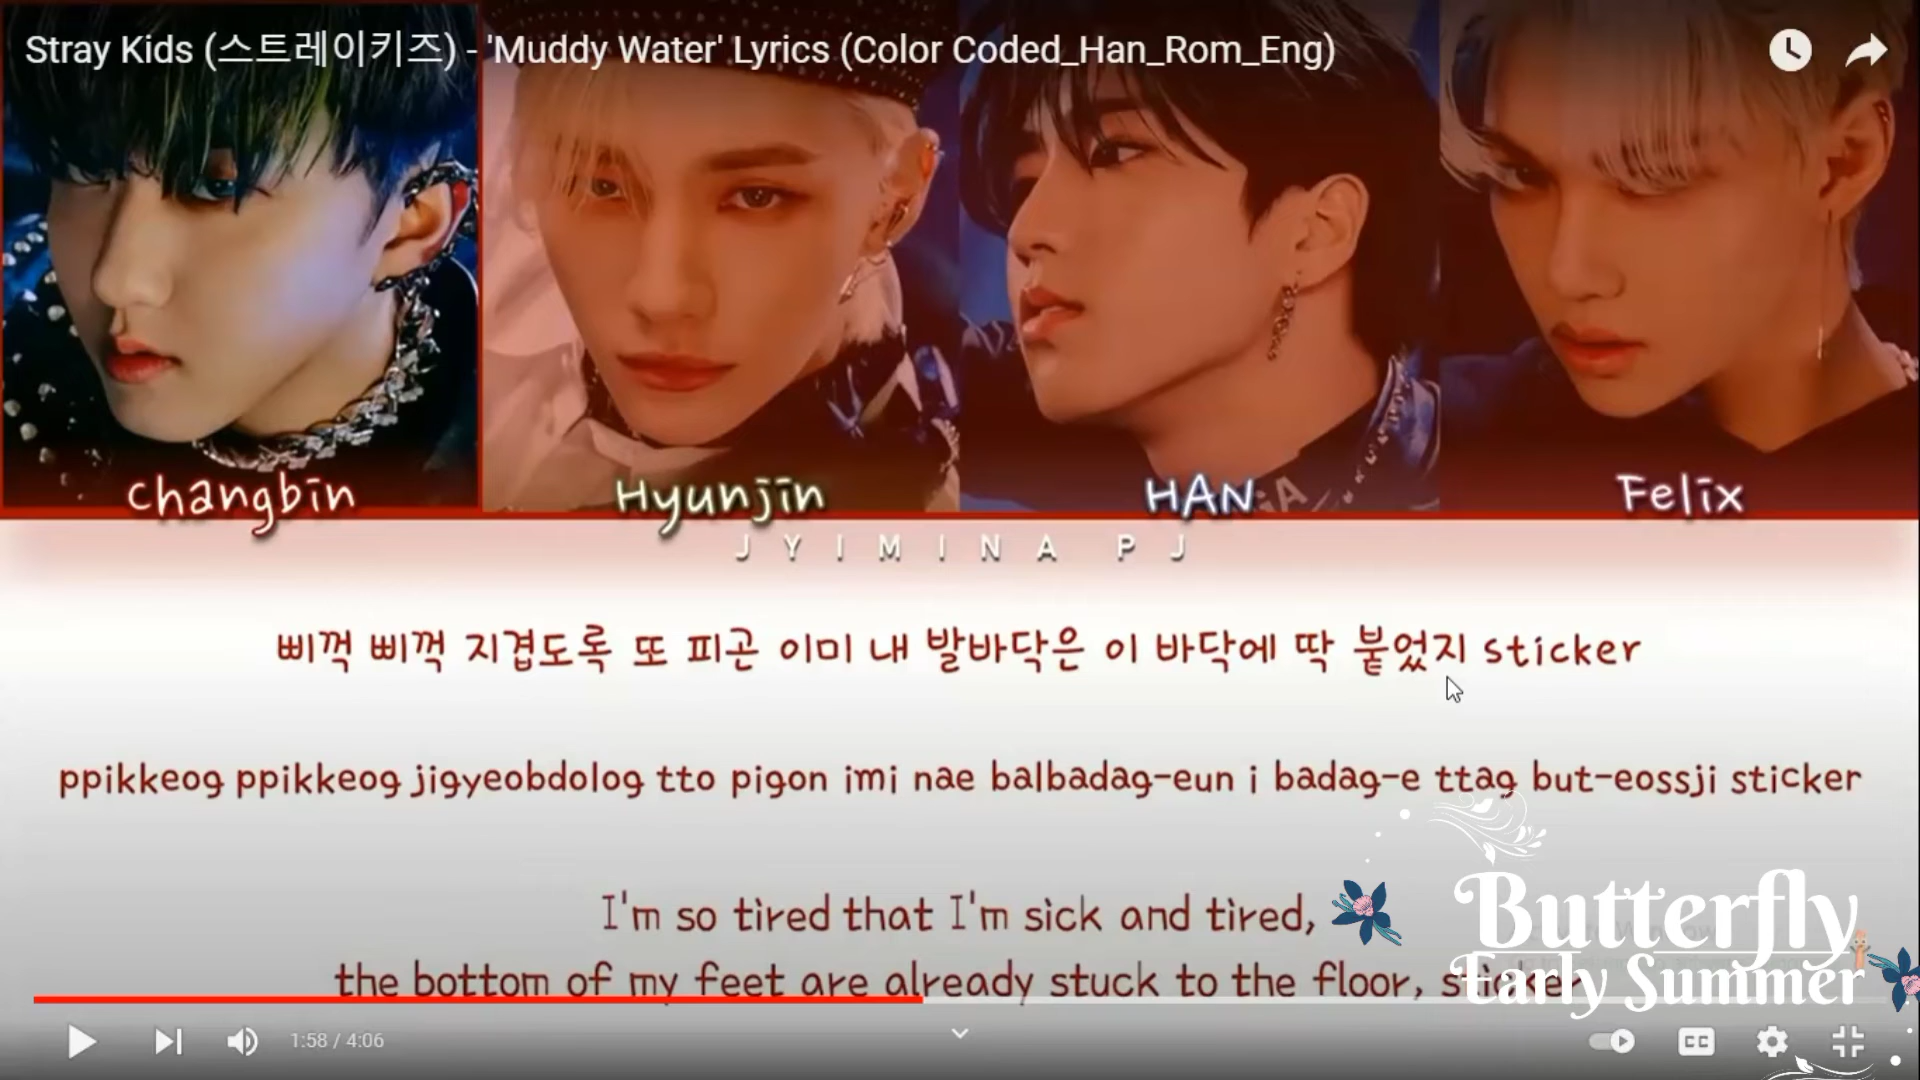 Stray Kids (스트레이키즈) - 'Muddy Water' Lyrics (Color Coded_Han_Rom_Eng)
Changbin Hyunjin HAN Felix
JYIMINA PJ
삐꺽 삐꺽 지겹도록 또 피곤 이미 내 발바닥은 이 바닥에 딱 붙었지 sticker
ppikkeog ppikkeog jigyeobdolog tto pigon imi nae balbadag-eun i badag-e ttag but-eossji sticker
I'm so tired that I'm sick and tired,
the bottom of my feet are already stuck to the floor, sticker
Butterfly
Early Summer
1:58 / 4:06
CC